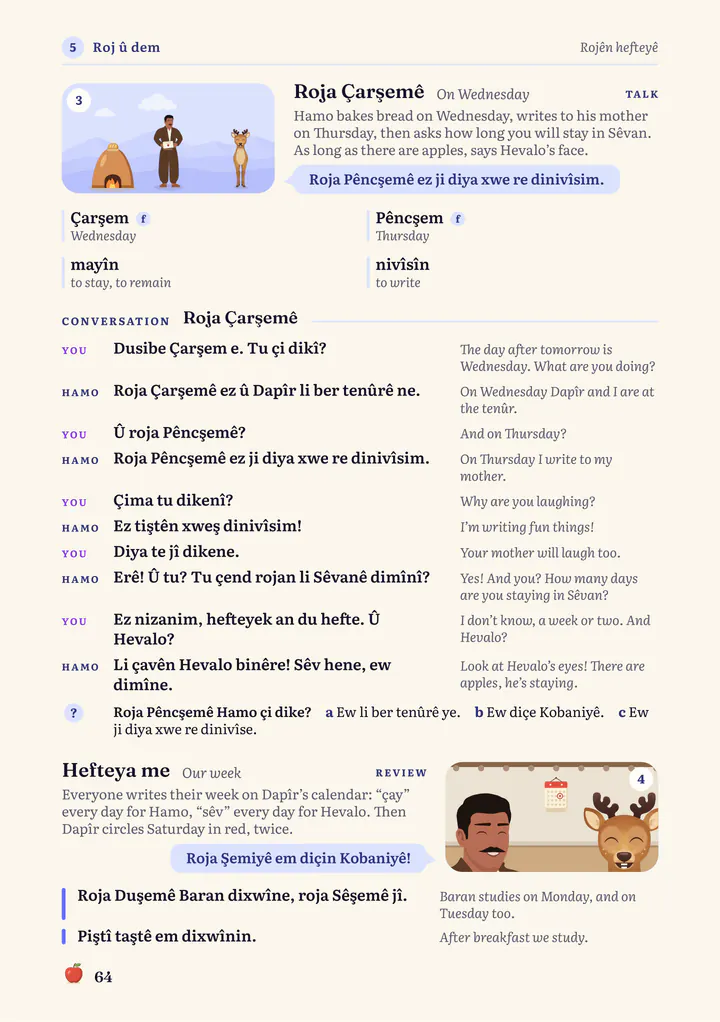 5 Roj û dem
Rojên hefteyê
3
Roja Çarşemê On Wednesday TALK
Hamo bakes bread on Wednesday, writes to his mother
on Thursday, then asks how long you will stay in Sêvan.
As long as there are apples, says Hevalo’s face.
Roja Pêncşemê ez ji diya xwe re dinivîsim.
Çarşem f
Wednesday
Pêncşem f
Thursday
mayîn
to stay, to remain
nivîsîn
to write
CONVERSATION Roja Çarşemê
YOU Dusibe Çarşem e. Tu çi dikî? The day after tomorrow is
Wednesday. What are you doing?
HAMO Roja Çarşemê ez û Dapîr li ber tenûrê ne. On Wednesday Dapîr and I are at
the tenûr.
YOU Û roja Pêncşemê? And on Thursday?
HAMO Roja Pêncşemê ez ji diya xwe re dinivîsim. On Thursday I write to my
mother.
YOU Çima tu dikenî? Why are you laughing?
HAMO Ez tiştên xweş dinivîsim! I’m writing fun things!
YOU Diya te jî dikene. Your mother will laugh too.
HAMO Erê! Û tu? Tu çend rojan li Sêvanê dimînî? Yes! And you? How many days
are you staying in Sêvan?
YOU Ez nizanim, hefteyek an du hefte. Û I don’t know, a week or two. And
Hevalo? Hevalo?
HAMO Li çavên Hevalo binêre! Sêv hene, ew Look at Hevalo’s eyes! There are
dimîne. apples, he’s staying.
? Roja Pêncşemê Hamo çi dike? a Ew li ber tenûrê ye. b Ew diçe Kobaniyê. c Ew
ji diya xwe re dinivîse.
Hefteya me Our week REVIEW
Everyone writes their week on Dapîr’s calendar: “çay”
every day for Hamo, “sêv” every day for Hevalo. Then
Dapîr circles Saturday in red, twice.
Roja Şemiyê em diçin Kobaniyê!
4
Roja Duşemê Baran dixwîne, roja Sêşemê jî. Baran studies on Monday, and on
Tuesday too.
Piştî taştê em dixwînin. After breakfast we study.
64